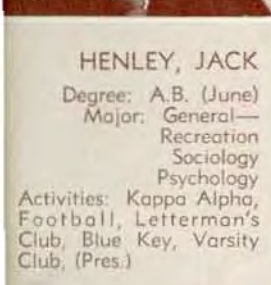 HENLEY, JACK
Degree: A.B. (June)
Major: General—
Recreation
Sociology
Psychology
Activities: Kappa Alpha,
Football, Letterman's
Club, Blue Key, Varsity
Club, (Pres.)